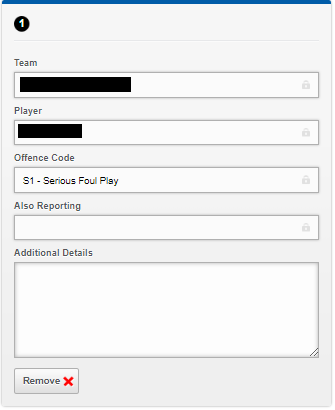 1
Team
Player
Offence Code
S1 - Serious Foul Play
Also Reporting
Additional Details
Remove